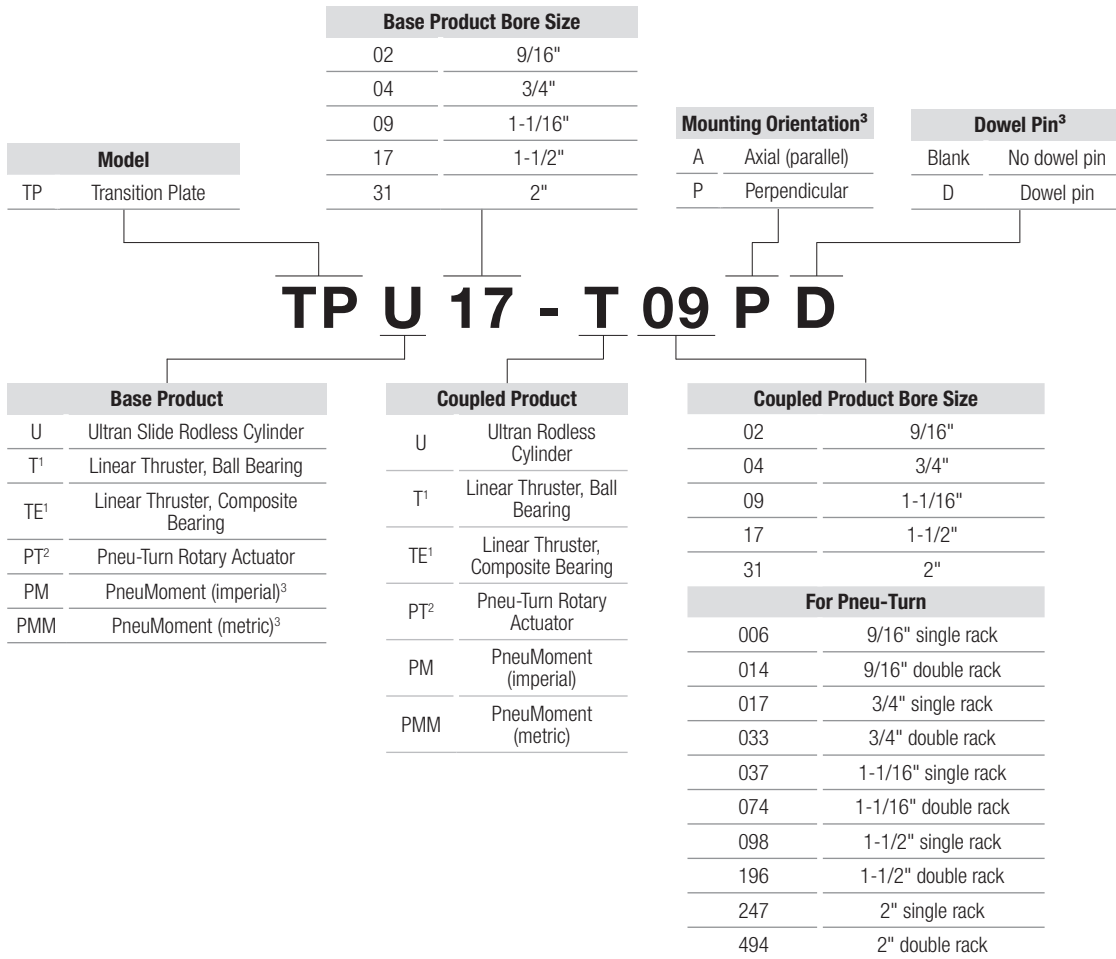 Base Product Bore Size
02 9/16"
04 3/4"
09 1-1/16"
17 1-1/2"
31 2"
Model
TP Transition Plate
Mounting Orientation³
A Axial (parallel)
P Perpendicular
Dowel Pin³
Blank No dowel pin
D Dowel pin
TP U 17 - T 09 P D
Base Product
U Ultran Slide Rodless Cylinder
T¹ Linear Thruster, Ball Bearing
TE¹ Linear Thruster, Composite
Bearing
PT² Pneu-Turn Rotary Actuator
PM PneuMoment (imperial)³
PMM PneuMoment (metric)³
Coupled Product
U Ultran Rodless
Cylinder
T¹ Linear Thruster, Ball
Bearing
TE¹ Linear Thruster,
Composite Bearing
PT² Pneu-Turn Rotary
Actuator
PM PneuMoment
(imperial)
PMM PneuMoment
(metric)
Coupled Product Bore Size
02 9/16"
04 3/4"
09 1-1/16"
17 1-1/2"
31 2"
For Pneu-Turn
006 9/16" single rack
014 9/16" double rack
017 3/4" single rack
033 3/4" double rack
037 1-1/16" single rack
074 1-1/16" double rack
098 1-1/2" single rack
196 1-1/2" double rack
247 2" single rack
494 2" double rack